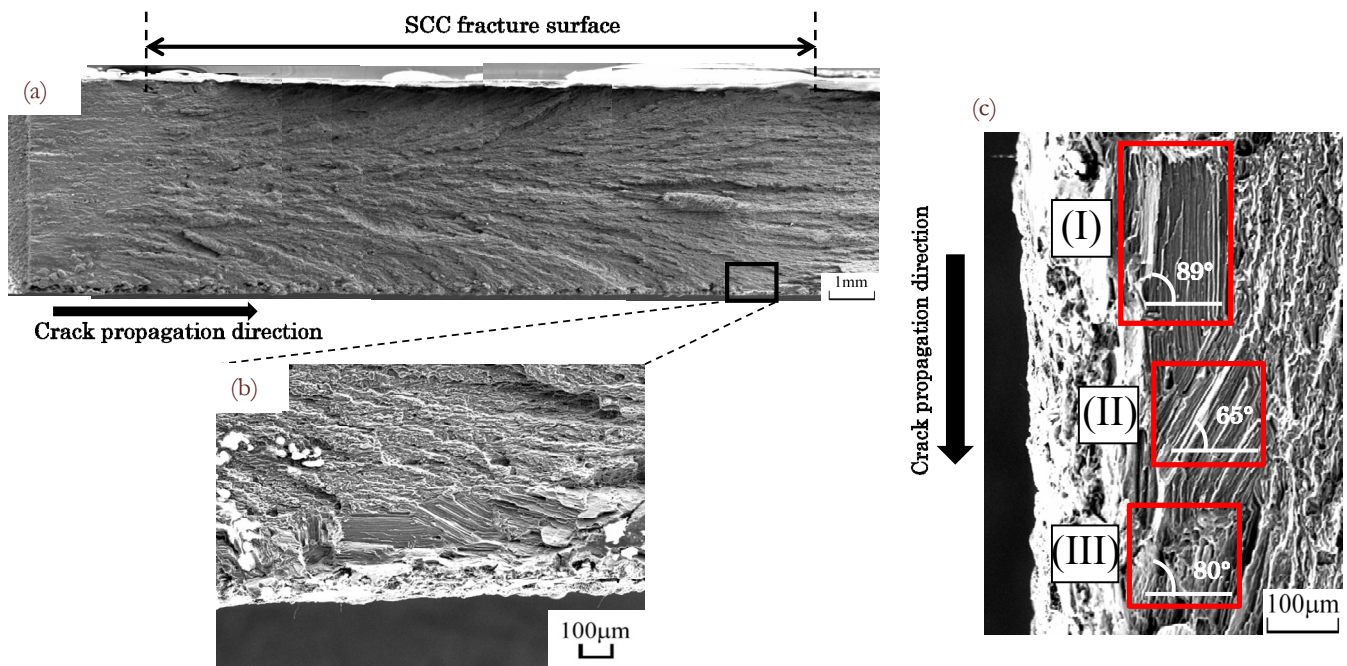 SCC fracture surface
(a)
1mm
Crack propagation direction
(b)
100μm
(c)
Crack propagation direction
(I)
89°
(II)
65°
(III)
80°
100μm